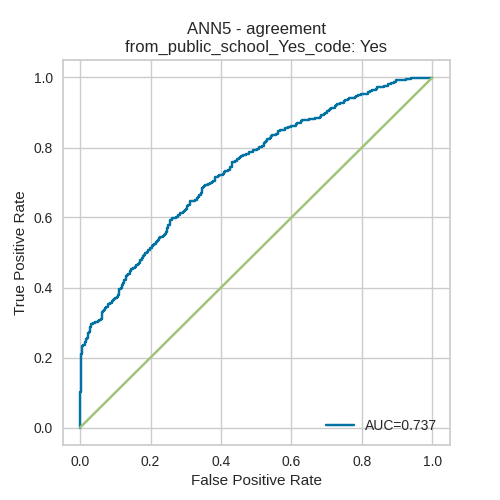 ANN5 - agreement
from_public_school_Yes_code: Yes
1.0
0.8
0.6
0.4
0.2
0.0
True Positive Rate
AUC=0.737
0.0 0.2 0.4 0.6 0.8 1.0
False Positive Rate